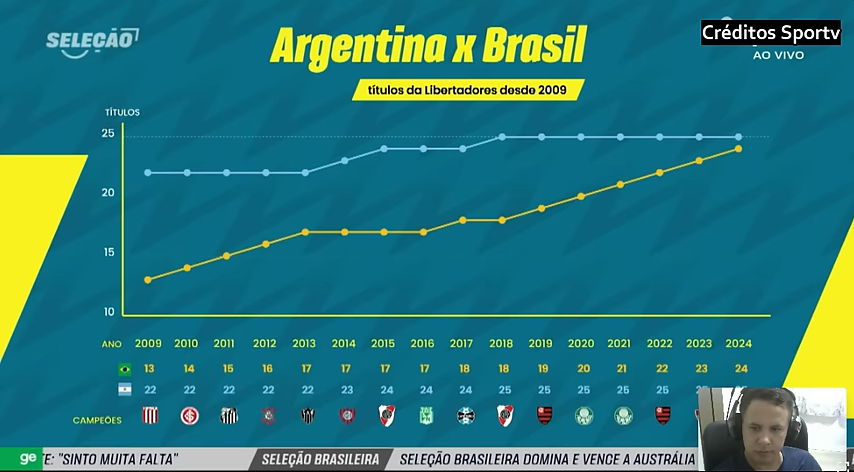 SELEÇÃO
Argentina x Brasil
Créditos Sportv
AO VIVO
títulos da Libertadores desde 2009
TÍTULOS
25
20
15
10
ANO 2009 2010 2011 2012 2013 2014 2015 2016 2017 2018 2019 2020 2021 2022 2023 2024
13 14 15 16 17 17 17 17 18 18 19 20 21 22 23 24
22 22 22 22 22 23 24 24 24 25 25 25 25 25
CAMPEÕES
ge TE: "SINTO MUITA FALTA" SELEÇÃO BRASILEIRA SELEÇÃO BRASILEIRA DOMINA E VENCE A AUSTRÁLIA